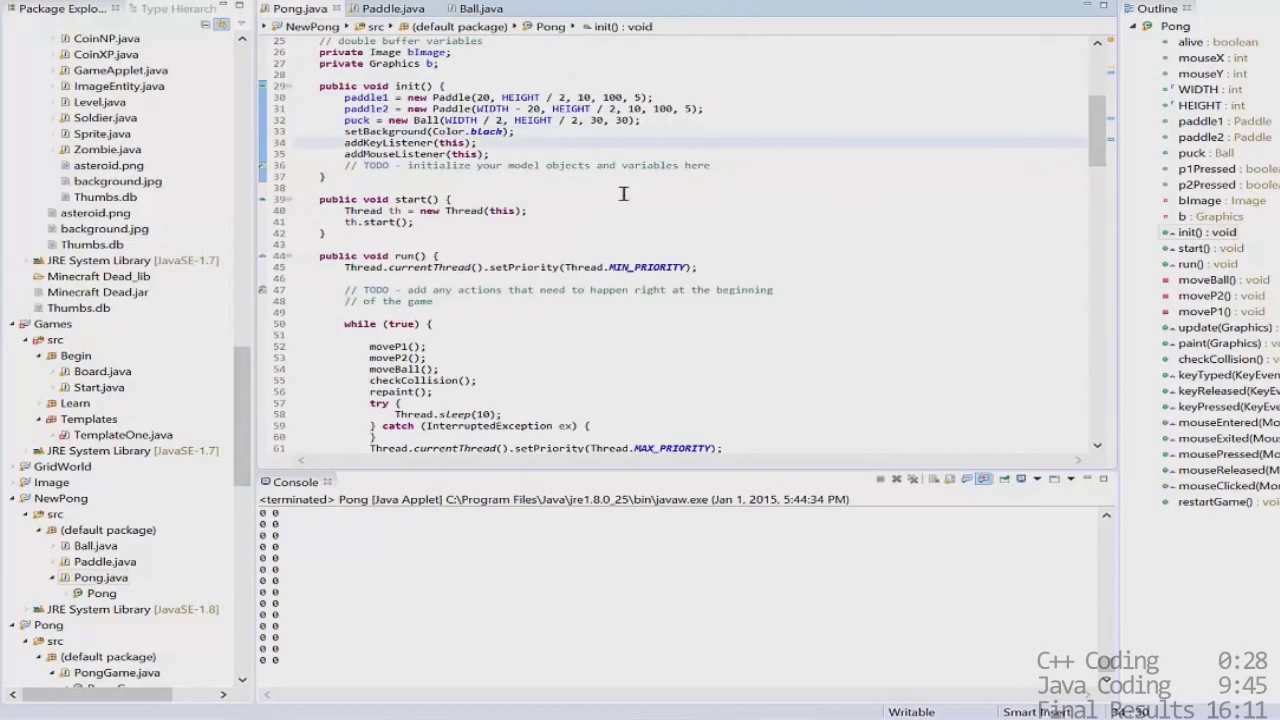 Package Explo...
Type Hierarch
CoinNP.java
CoinXP.java
GameApplet.java
ImageEntity.java
Level.java
Soldier.java
Sprite.java
Zombie.java
asteroid.png
background.jpg
Thumbs.db
asteroid.png
background.jpg
Thumbs.db
JRE System Library [JavaSE-1.7]
Minecraft Dead_lib
Minecraft Dead.jar
Thumbs.db
Games
src
Begin
Board.java
Start.java
Learn
Templates
TemplateOne.java
JRE System Library [JavaSE-1.7]
GridWorld
Image
NewPong
src
(default package)
Ball.java
Paddle.java
Pong.java
Pong
JRE System Library [JavaSE-1.8]
Pong
src
(default package)
PongGame.java
Pong.java Paddle.java Ball.java
NewPong src (default package) Pong init() : void
25 // double buffer variables
26 private Image bImage;
27 private Graphics b;
28
29 public void init() {
30 paddle1 = new Paddle(20, HEIGHT / 2, 10, 100, 5);
31 paddle2 = new Paddle(WIDTH - 20, HEIGHT / 2, 10, 100, 5);
32 puck = new Ball(WIDTH / 2, HEIGHT / 2, 30, 30);
33 setBackground(Color.black);
34 addKeyListener(this);
35 addMouseListener(this);
36 // TODO - initialize your model objects and variables here
37 }
38
39 public void start() {
40 Thread th = new Thread(this);
41 th.start();
42 }
43
44 public void run() {
45 Thread.currentThread().setPriority(Thread.MIN_PRIORITY);
46
47 // TODO - add any actions that need to happen right at the beginning
48 // of the game
49
50 while (true) {
51
52 moveP1();
53 moveP2();
54 moveBall();
55 checkCollision();
56 repaint();
57 try {
58 Thread.sleep(10);
59 } catch (InterruptedException ex) {
60 }
61 Thread.currentThread().setPriority(Thread.MAX_PRIORITY);
Console
<terminated> Pong [Java Applet] C:\Program Files\Java\jre1.8.0_25\bin\javaw.exe (Jan 1, 2015, 5:44:34 PM)
0 0
0 0
0 0
0 0
0 0
0 0
0 0
0 0
0 0
0 0
0 0
0 0
0 0
0 0
Outline
Pong
alive : boolean
mouseX : int
mouseY : int
WIDTH : int
HEIGHT : int
paddle1 : Paddle
paddle2 : Paddle
puck : Ball
p1Pressed : boolea
p2Pressed : boolea
bImage : Image
b : Graphics
init() : void
start() : void
run() : void
moveBall() : void
moveP2() : void
moveP1() : void
update(Graphics) :
paint(Graphics) : vo
checkCollision() : vo
keyTyped(KeyEven
keyReleased(KeyEv
keyPressed(KeyEve
mouseEntered(Mo
mouseExited(Mou
mousePressed(Mo
mouseReleased(M
mouseClicked(Mou
restartGame() : voi
Writable Smart
C++ Coding 0:28
Java Coding 9:45
Final Results 16:11